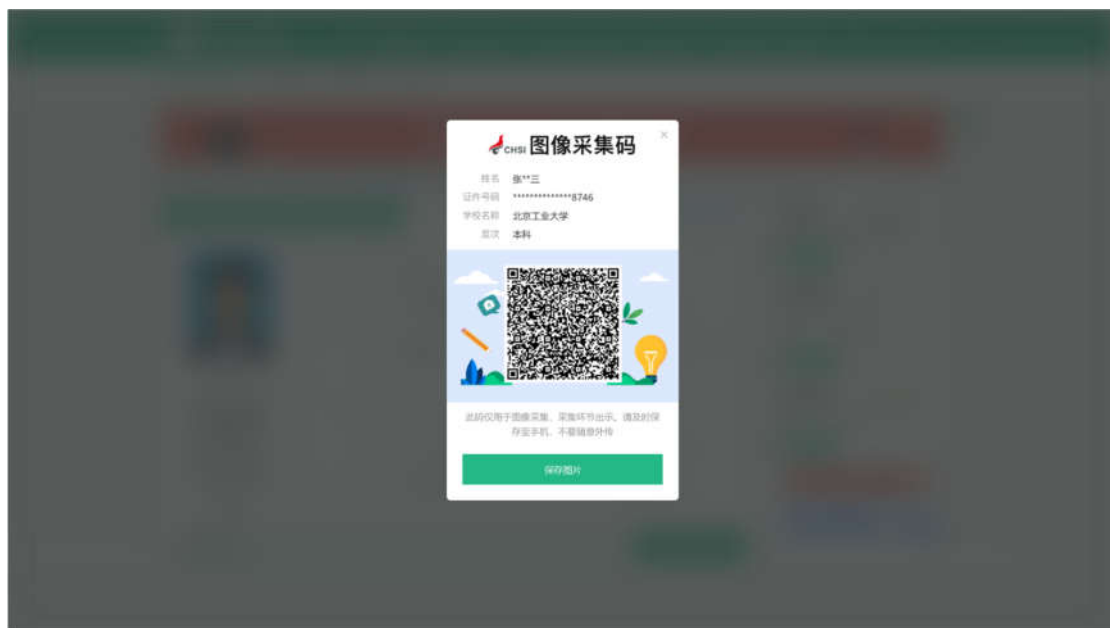 CHSI 图像采集码
×
姓名 张**三
证件号码 **************8746
学校名称 北京工业大学
层次 本科
此码仅用于图像采集、采集环节出示。请及时保
存至手机，不要随意外传
保存图片